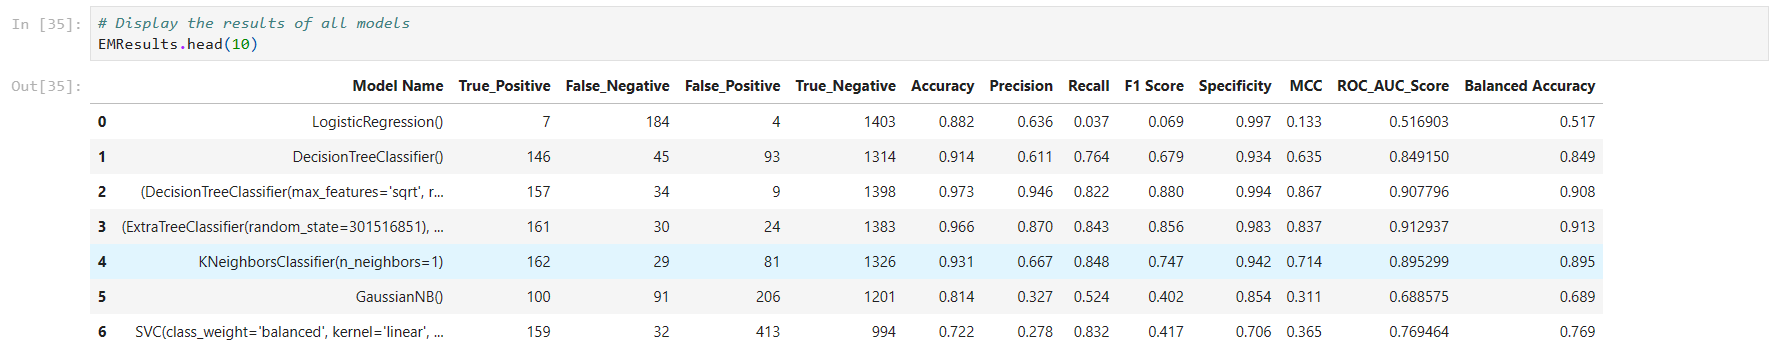 In [35]: # Display the results of all models
EMResults.head(10)
Out[35]: Model Name True_Positive False_Negative False_Positive True_Negative Accuracy Precision Recall F1 Score Specificity MCC ROC_AUC_Score Balanced Accuracy
0 LogisticRegression() 7 184 4 1403 0.882 0.636 0.037 0.069 0.997 0.133 0.516903 0.517
1 DecisionTreeClassifier() 146 45 93 1314 0.914 0.611 0.764 0.679 0.934 0.635 0.849150 0.849
2 (DecisionTreeClassifier(max_features='sqrt', r... 157 34 9 1398 0.973 0.946 0.822 0.880 0.994 0.867 0.907796 0.908
3 (ExtraTreeClassifier(random_state=301516851), ... 161 30 24 1383 0.966 0.870 0.843 0.856 0.983 0.837 0.912937 0.913
4 KNeighborsClassifier(n_neighbors=1) 162 29 81 1326 0.931 0.667 0.848 0.747 0.942 0.714 0.895299 0.895
5 GaussianNB() 100 91 206 1201 0.814 0.327 0.524 0.402 0.854 0.311 0.688575 0.689
6 SVC(class_weight='balanced', kernel='linear', ... 159 32 413 994 0.722 0.278 0.832 0.417 0.706 0.365 0.769464 0.769